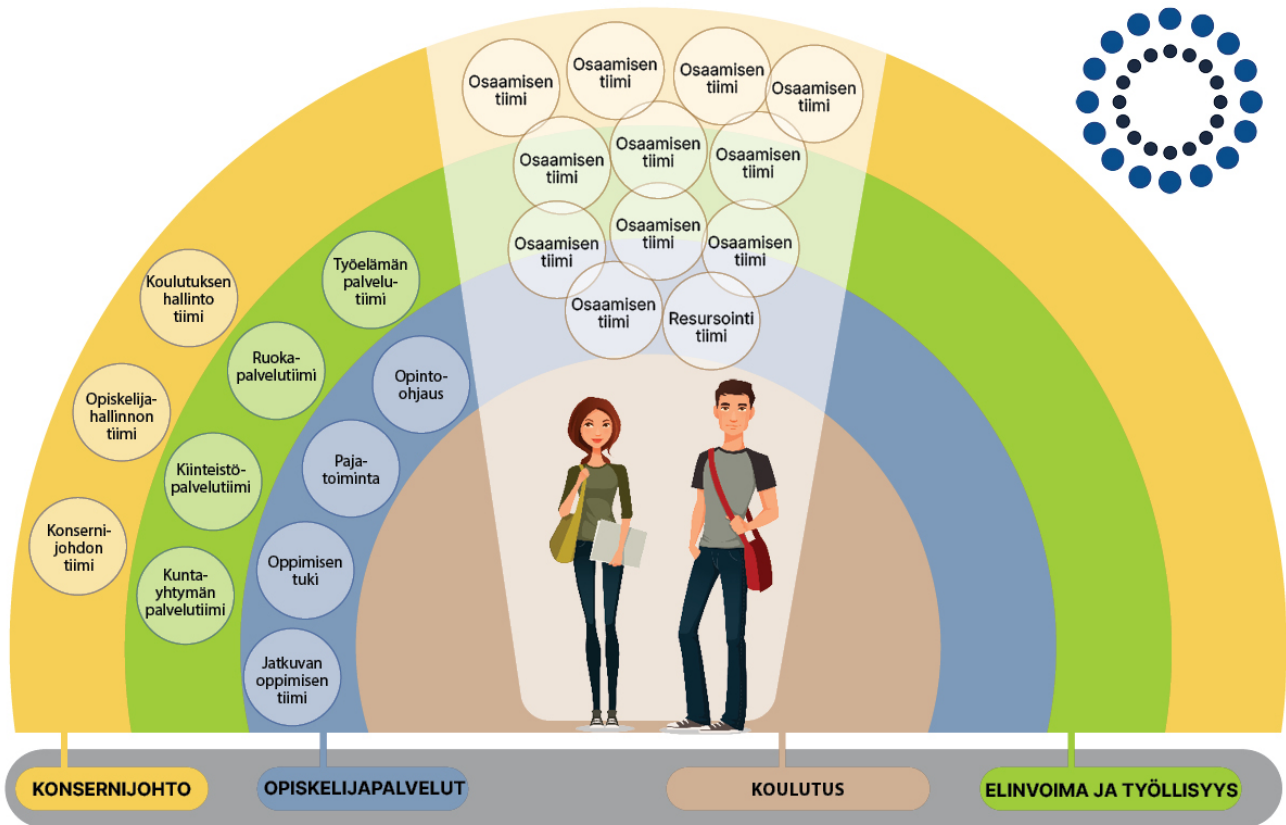 Osaamisen
tiimi
Osaamisen
tiimi
Osaamisen
tiimi
Osaamisen
tiimi
Osaamisen
tiimi
Osaamisen
tiimi
Osaamisen
tiimi
Osaamisen
tiimi
Osaamisen
tiimi
Osaamisen
tiimi
Osaamisen
tiimi
Resursointi
tiimi
Koulutuksen
hallinto
tiimi
Opiskelija-
hallinnon
tiimi
Konserni-
johdon
tiimi
Työelämän
palvelu-
tiimi
Ruoka-
palvelutiimi
Kiinteistö-
palvelutiimi
Kunta-
yhtymän
palvelutiimi
Opinto-
ohjaus
Paja-
toiminta
Oppimisen
tuki
Jatkuvan
oppimisen
tiimi
KONSERNIJOHTO
OPISKELIJAPALVELUT
KOULUTUS
ELINVOIMA JA TYÖLLISYYS